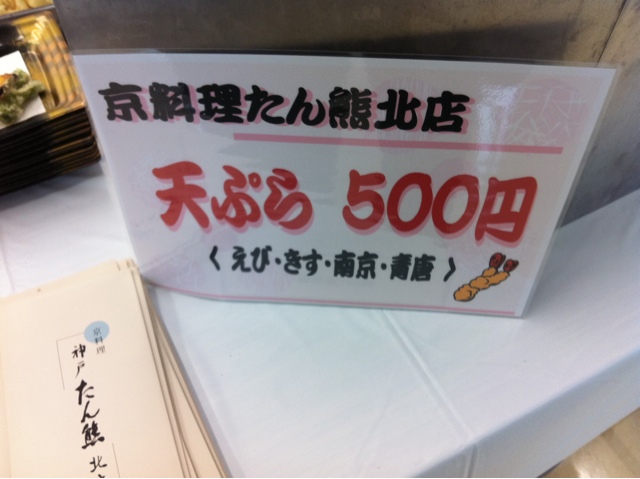 京料理たん熊北店
天ぷら 500円
〈 えび・きす・南京・青唐 〉
京料理
神戸 たん熊 北